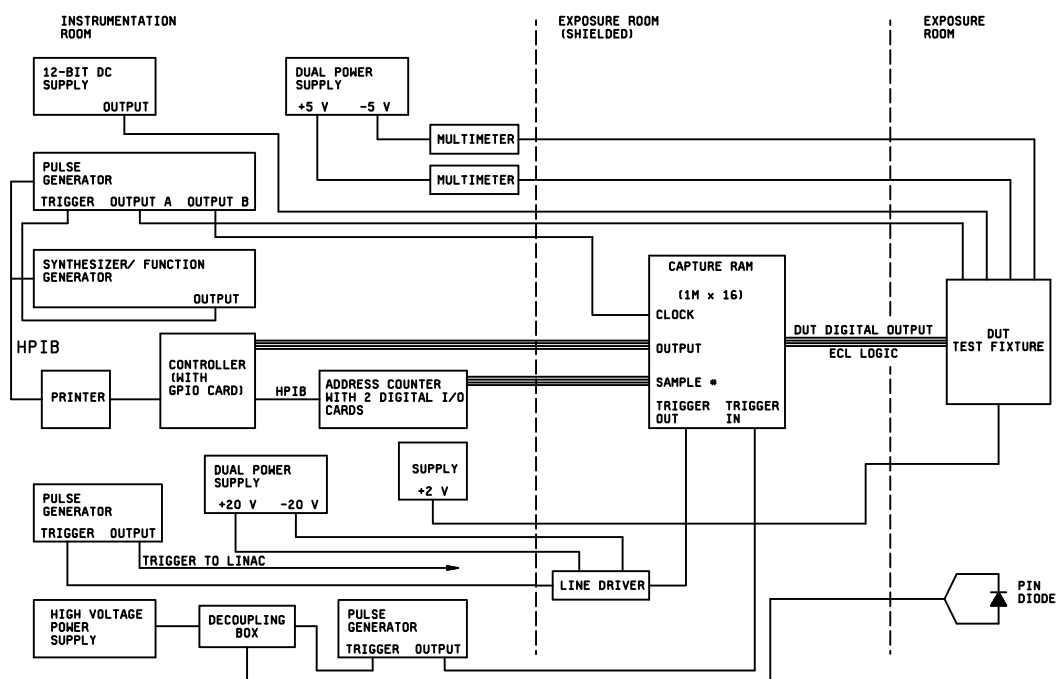 INSTRUMENTATION
ROOM
EXPOSURE ROOM
(SHIELDED)
EXPOSURE
ROOM
12-BIT DC
SUPPLY
OUTPUT
DUAL POWER
SUPPLY
+5 V -5 V
MULTIMETER
MULTIMETER
PULSE
GENERATOR
TRIGGER OUTPUT A OUTPUT B
SYNTHESIZER/ FUNCTION
GENERATOR
OUTPUT
HPIB
PRINTER
CONTROLLER
(WITH
GPIO CARD)
HPIB
ADDRESS COUNTER
WITH 2 DIGITAL I/O
CARDS
CAPTURE RAM
(1M x 16)
CLOCK
OUTPUT
SAMPLE #
TRIGGER
OUT
TRIGGER
IN
DUT DIGITAL OUTPUT
ECL LOGIC
DUT
TEST FIXTURE
DUAL POWER
SUPPLY
+20 V -20 V
SUPPLY
+2 V
PULSE
GENERATOR
TRIGGER OUTPUT
TRIGGER TO LINAC
LINE DRIVER
HIGH VOLTAGE
POWER
SUPPLY
DECOUPLING
BOX
PULSE
GENERATOR
TRIGGER OUTPUT
PIN
DIODE